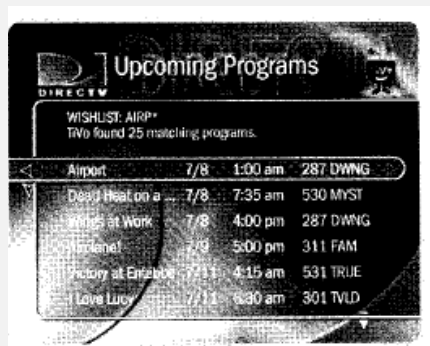 Upcoming Programs
DIRECTV
WISHLIST: AIRP*
TiVo found 25 matching programs.
Airport 7/8 1:00 am 287 DWNG
Dead Heat on a ... 7/8 7:35 am 530 MYST
Wings at Work 7/8 4:00 pm 287 DWNG
Airplane! 7/9 5:00 pm 311 FAM
Victory at Entebbe 7/11 4:15 am 531 TRUE
I Love Lucy 7/11 6:30 am 301 TVLD